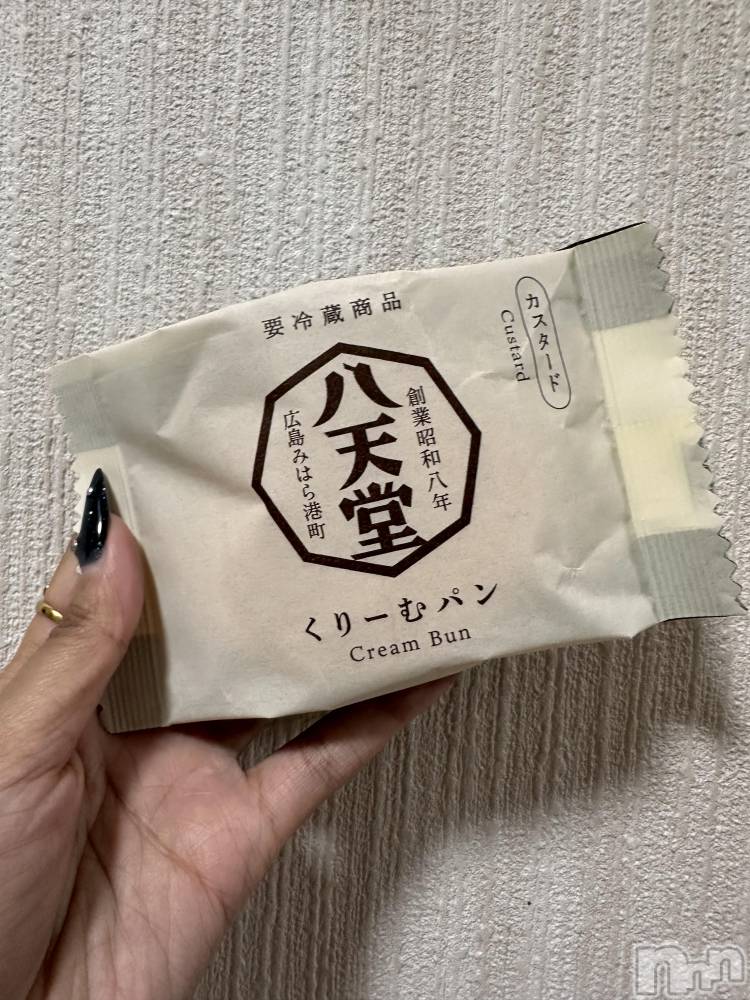 要冷蔵商品
カスタード
Custard
創業昭和八年
八天堂
広島みはら港町
くりーむパン
Cream Bun